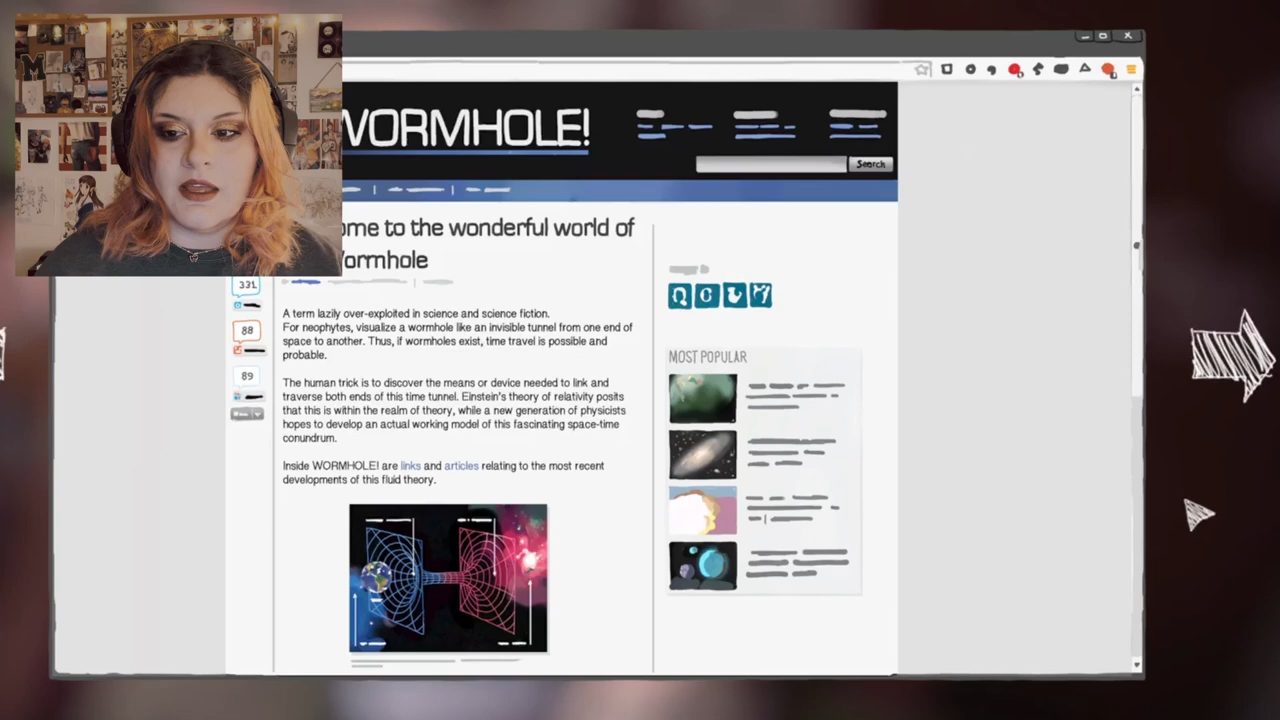 WORMHOLE!
Search
ome to the wonderful world of
ormhole
331
88
89
A term lazily over-exploited in science and science fiction.
For neophytes, visualize a wormhole like an invisible tunnel from one end of
space to another. Thus, if wormholes exist, time travel is possible and
probable.
The human trick is to discover the means or device needed to link and
traverse both ends of this time tunnel. Einstein's theory of relativity posits
that this is within the realm of theory, while a new generation of physicists
hopes to develop an actual working model of this fascinating space-time
conundrum.
Inside WORMHOLE! are links and articles relating to the most recent
developments of this fluid theory.
MOST POPULAR
M